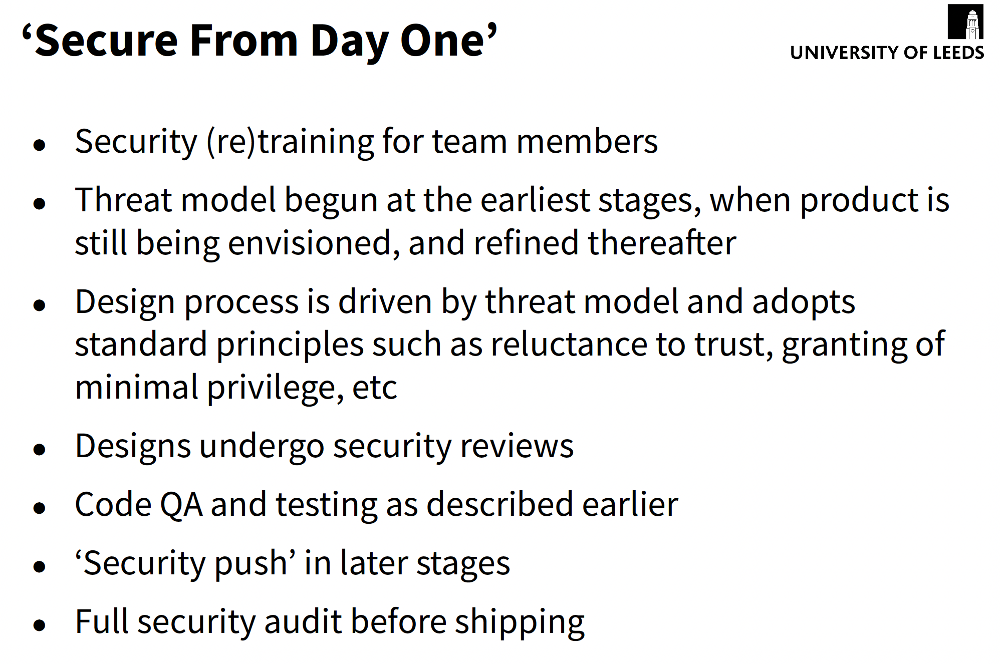 ‘Secure From Day One’
UNIVERSITY OF LEEDS
• Security (re)training for team members
• Threat model begun at the earliest stages, when product is
still being envisioned, and refined thereafter
• Design process is driven by threat model and adopts
standard principles such as reluctance to trust, granting of
minimal privilege, etc
• Designs undergo security reviews
• Code QA and testing as described earlier
• ‘Security push’ in later stages
• Full security audit before shipping